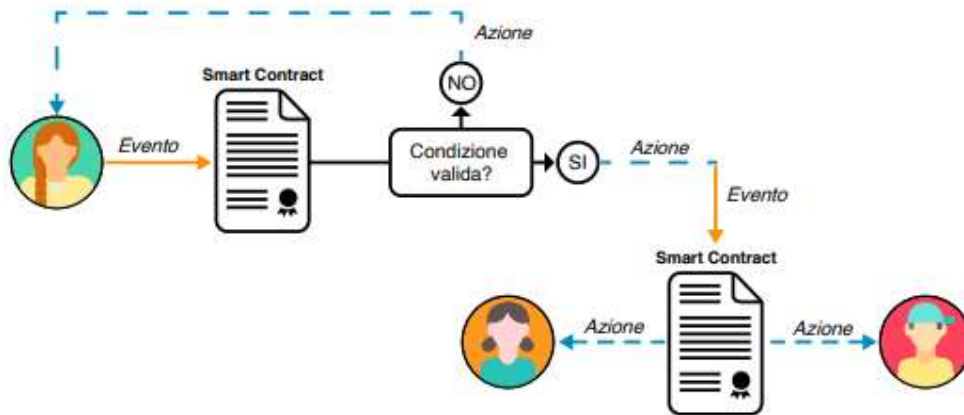 Azione
Smart Contract
NO
Evento
Condizione
valida?
SI
Azione
Evento
Smart Contract
Azione
Azione